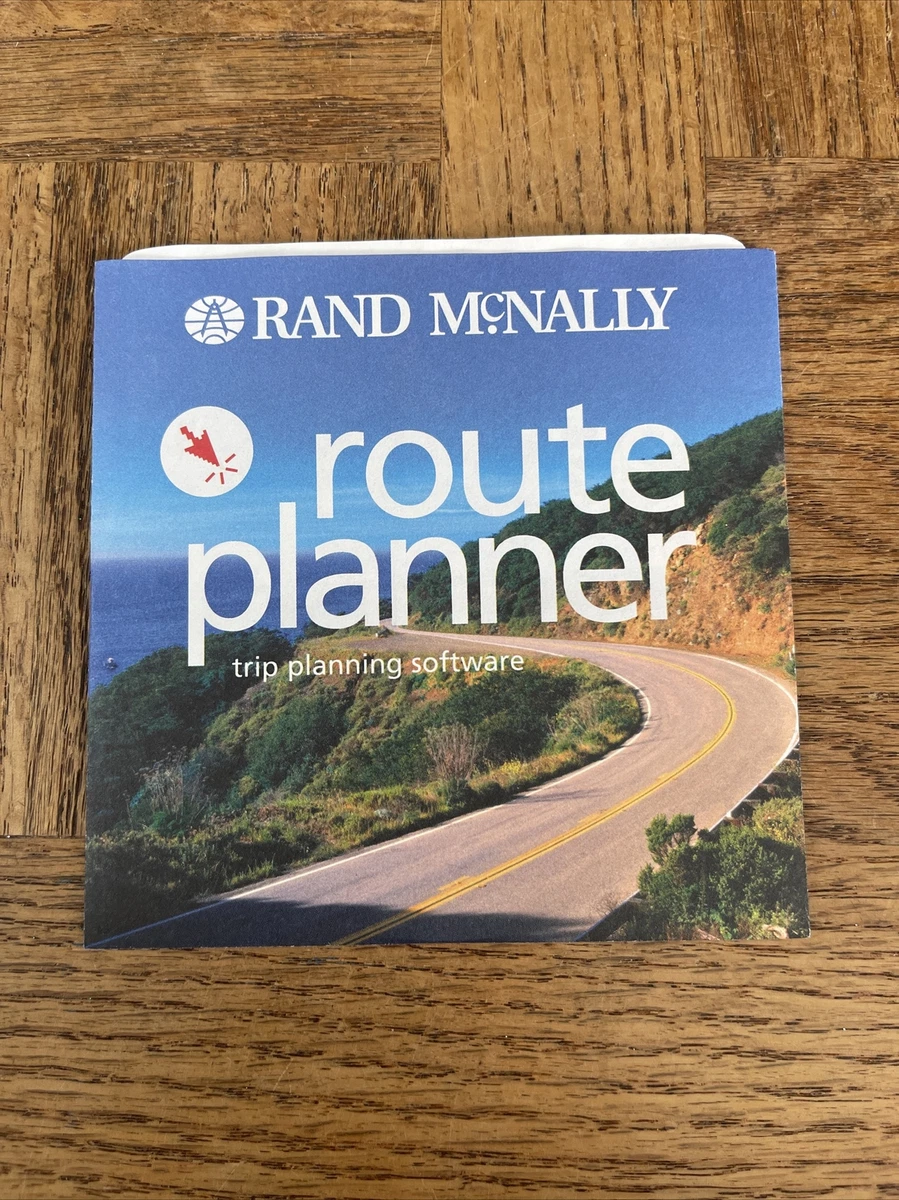 RAND McNALLY
route
planner
trip planning software